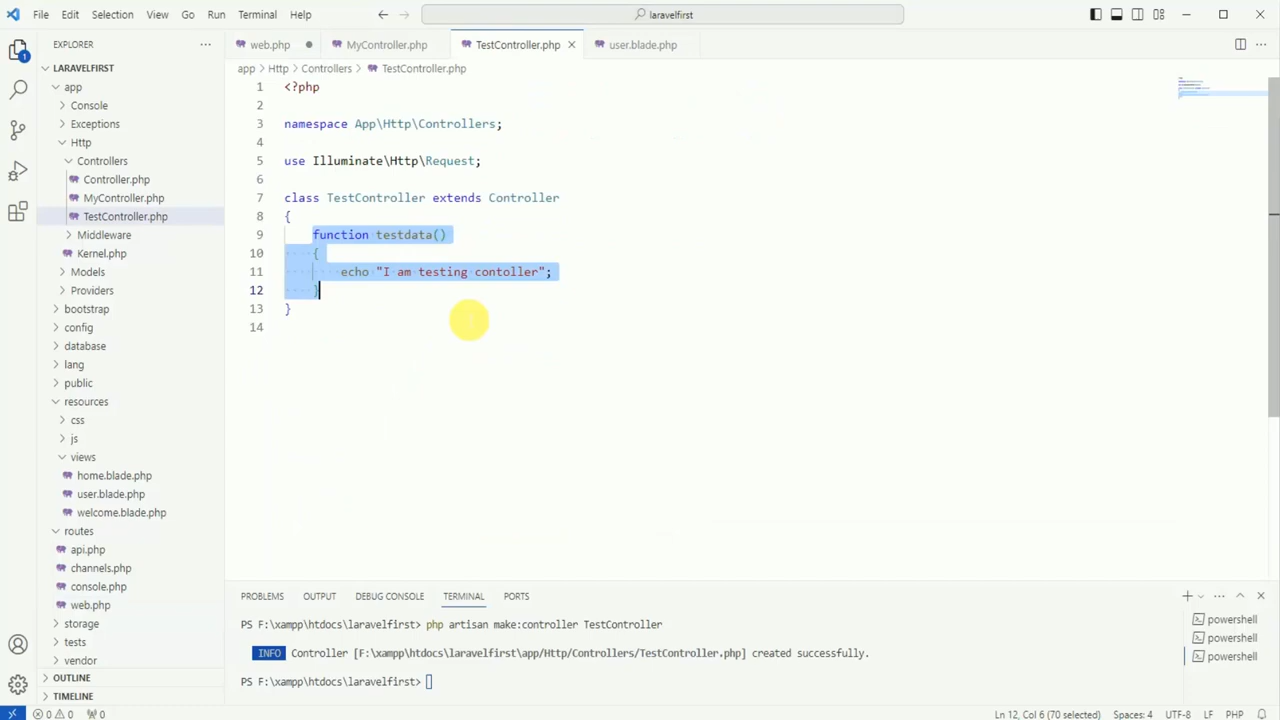 File Edit Selection View Go Run Terminal Help
laravelfirst
EXPLORER
LARAVELFIRST
app
Console
Exceptions
Http
Controllers
Controller.php
MyController.php
TestController.php
Middleware
Kernel.php
Models
Providers
bootstrap
config
database
lang
public
resources
css
js
views
home.blade.php
user.blade.php
welcome.blade.php
routes
api.php
channels.php
console.php
web.php
storage
tests
vendor
OUTLINE
TIMELINE
1
web.php MyController.php TestController.php user.blade.php
app > Http > Controllers > TestController.php
1 <?php
2
3 namespace App\Http\Controllers;
4
5 use Illuminate\Http\Request;
6
7 class TestController extends Controller
8 {
9 function testdata()
10 {
11 echo "I am testing contoller";
12 }
13 }
14
PROBLEMS OUTPUT DEBUG CONSOLE TERMINAL PORTS
PS F:\xampp\htdocs\laravelfirst> php artisan make:controller TestController
INFO Controller [F:\xampp\htdocs\laravelfirst\app/Http/Controllers/TestController.php] created successfully.
PS F:\xampp\htdocs\laravelfirst>
powershell
powershell
powershell
0 0 0 Ln 12, Col 6 (70 selected) Spaces: 4 UTF-8 LF PHP